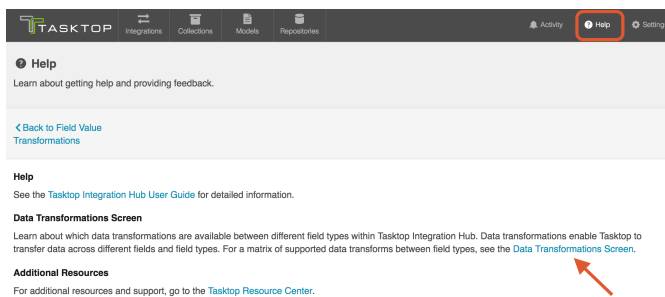 TASKTOP
Integrations
Collections
Models
Repositories
Activity
Help
Setting
Help
Learn about getting help and providing feedback.
Back to Field Value
Transformations
Help
See the Tasktop Integration Hub User Guide for detailed information.
Data Transformations Screen
Learn about which data transformations are available between different field types within Tasktop Integration Hub. Data transformations enable Tasktop to
transfer data across different fields and field types. For a matrix of supported data transforms between field types, see the Data Transformations Screen.
Additional Resources
For additional resources and support, go to the Tasktop Resource Center.